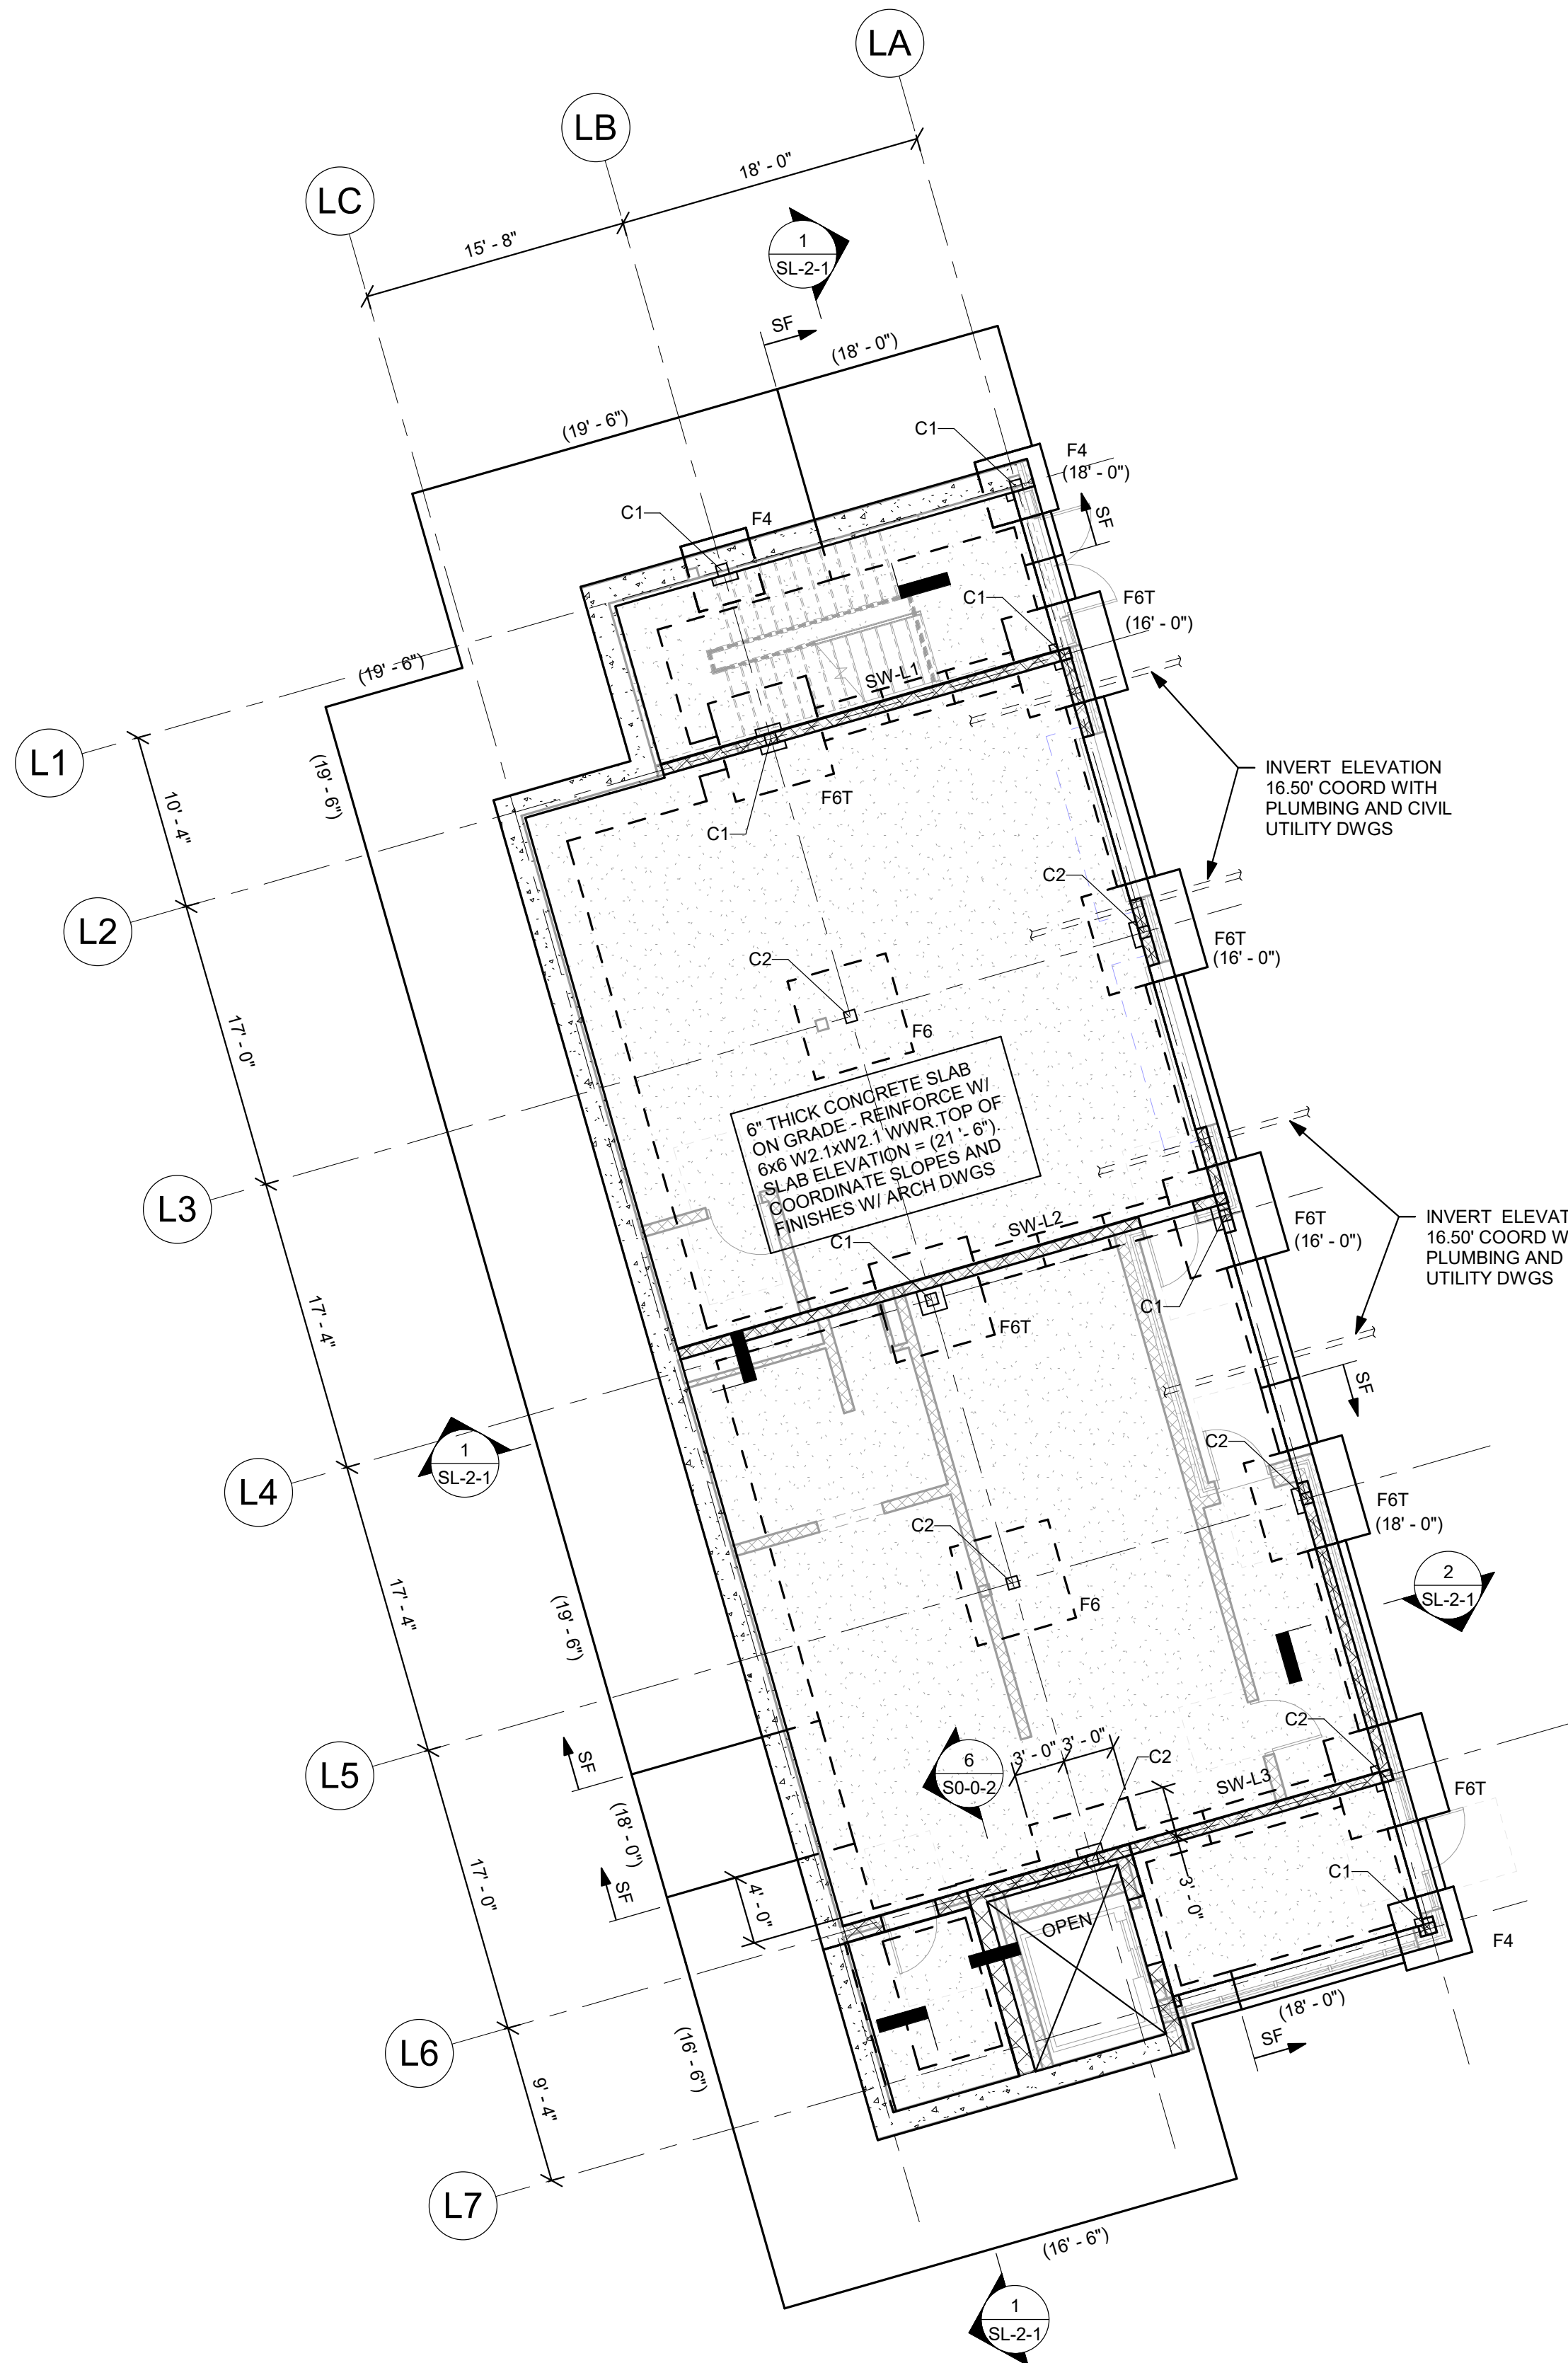 LA
LB
LC
18' - 0"
15' - 8"
1
SL-2-1
SF
(18' - 0")
(19' - 6")
C1
F4
(18' - 0")
SF
C1
F4
C1
F6T
(16' - 0")
(19' - 6")
SW-L1
L1
(19' - 6")
10' - 4"
F6T
C1
INVERT ELEVATION
16.50' COORD WITH
PLUMBING AND CIVIL
UTILITY DWGS
C2
L2
F6T
(16' - 0")
C2
F6
17' - 0"
6" THICK CONCRETE SLAB
ON GRADE - REINFORCE W/
6x6 W2.1xW2.1 WWR.TOP OF
SLAB ELEVATION = (21 '- 6").
COORDINATE SLOPES AND
FINISHES W/ ARCH DWGS
L3
SW-L2
C1
F6T
(16' - 0")
INVERT ELEVAT
16.50' COORD W
PLUMBING AND
UTILITY DWGS
C1
F6T
17' - 4"
SF
1
SL-2-1
C2
L4
F6T
(18' - 0")
C2
F6
2
SL-2-1
17' - 4"
(19' - 6")
C2
6
S0-0-2
3' - 0"
3' - 0"
C2
SW-L3
F6T
SF
L5
(18' - 0")
SF
4' - 0"
3' - 0"
C1
OPEN
F4
17' - 0"
(18' - 0")
SF
L6
(16' - 6")
9' - 4"
L7
(16' - 6")
1
SL-2-1